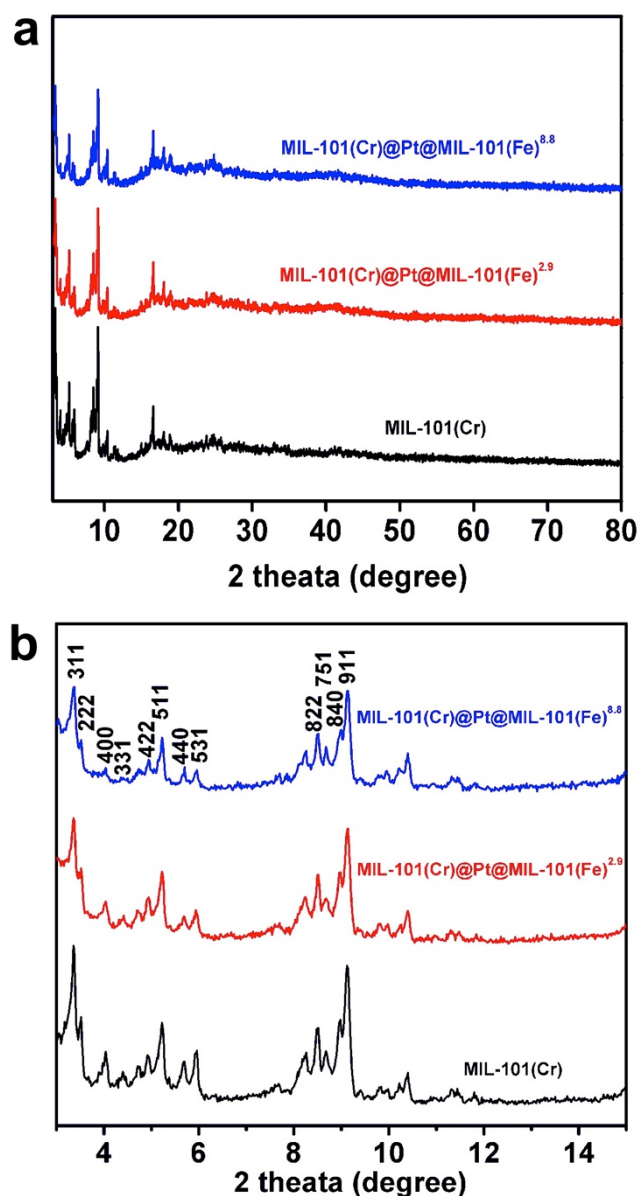 a
MIL-101(Cr)@Pt@MIL-101(Fe)8.8
MIL-101(Cr)@Pt@MIL-101(Fe)2.9
MIL-101(Cr)
10 20 30 40 50 60 70 80
2 theata (degree)
b
311 222 400 331 422 511 440 531 822 751 840 911
MIL-101(Cr)@Pt@MIL-101(Fe)8.8
MIL-101(Cr)@Pt@MIL-101(Fe)2.9
MIL-101(Cr)
4 6 8 10 12 14
2 theata (degree)